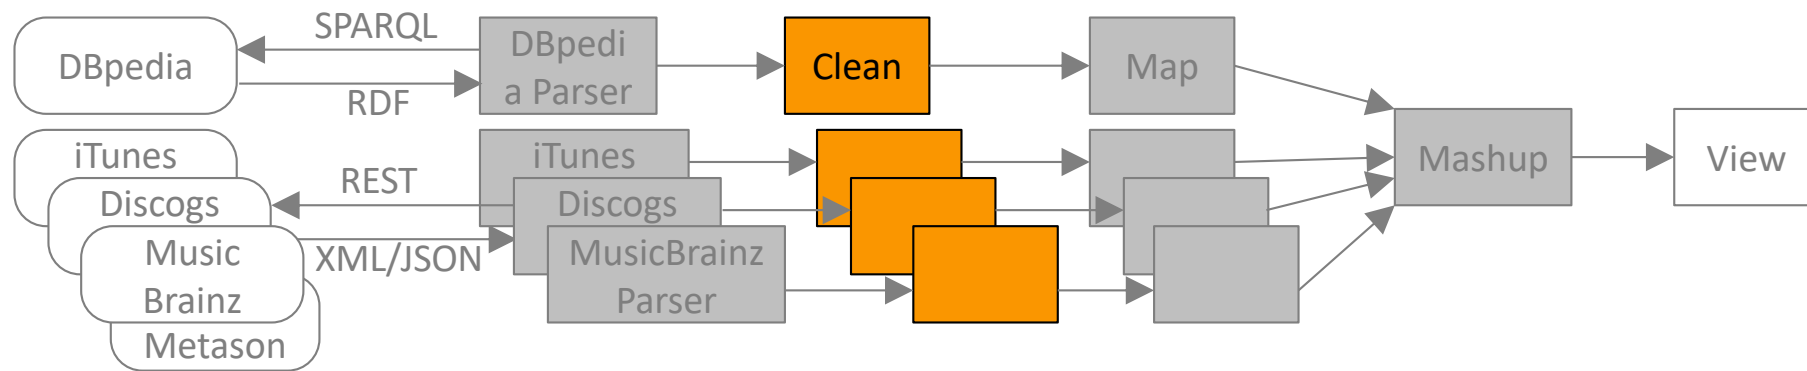 DBpedia
SPARQL
RDF
DBpedi
a Parser
Clean
Map
Mashup
View
iTunes
Discogs
Music
Brainz
Metason
REST
XML/JSON
iTunes
Discogs
MusicBrainz
Parser